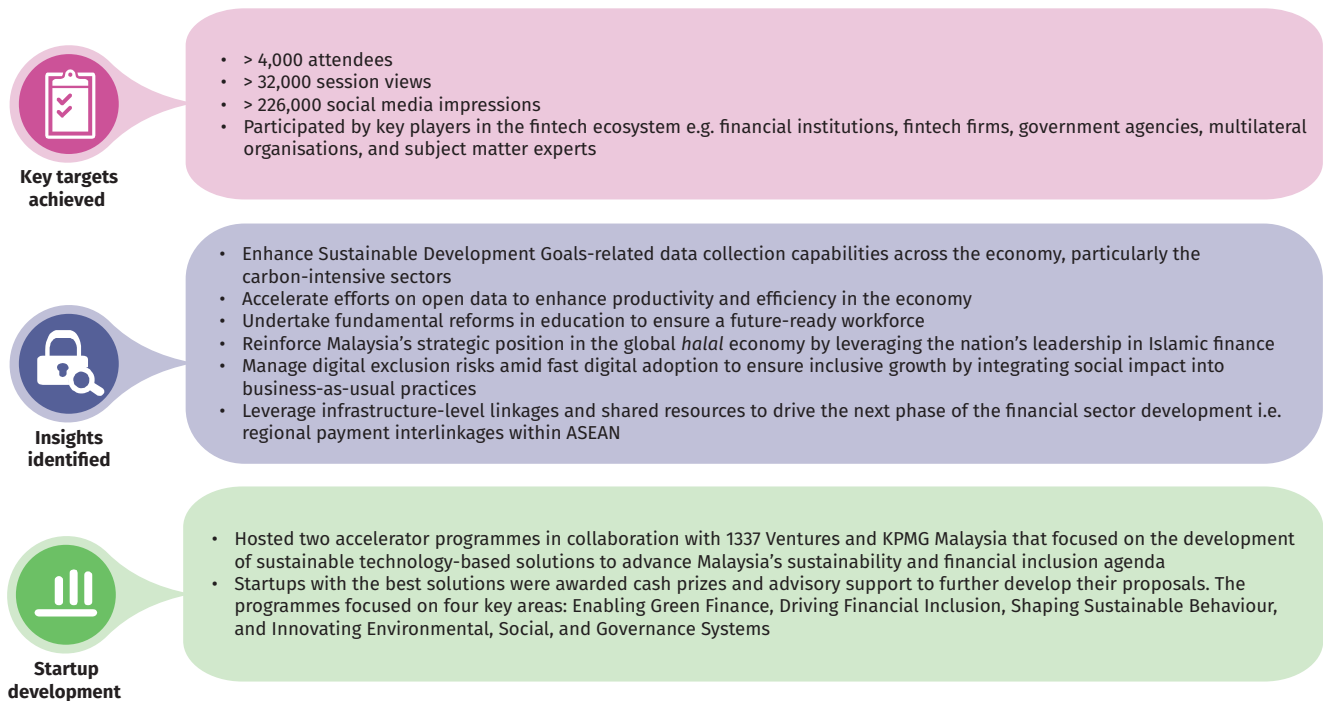 • > 4,000 attendees
• > 32,000 session views
• > 226,000 social media impressions
• Participated by key players in the fintech ecosystem e.g. financial institutions, fintech firms, government agencies, multilateral
organisations, and subject matter experts
Key targets
achieved
• Enhance Sustainable Development Goals-related data collection capabilities across the economy, particularly the
carbon-intensive sectors
• Accelerate efforts on open data to enhance productivity and efficiency in the economy
• Undertake fundamental reforms in education to ensure a future-ready workforce
• Reinforce Malaysia’s strategic position in the global halal economy by leveraging the nation’s leadership in Islamic finance
• Manage digital exclusion risks amid fast digital adoption to ensure inclusive growth by integrating social impact into
business-as-usual practices
• Leverage infrastructure-level linkages and shared resources to drive the next phase of the financial sector development i.e.
regional payment interlinkages within ASEAN
Insights
identified
• Hosted two accelerator programmes in collaboration with 1337 Ventures and KPMG Malaysia that focused on the development
of sustainable technology-based solutions to advance Malaysia’s sustainability and financial inclusion agenda
• Startups with the best solutions were awarded cash prizes and advisory support to further develop their proposals. The
programmes focused on four key areas: Enabling Green Finance, Driving Financial Inclusion, Shaping Sustainable Behaviour,
and Innovating Environmental, Social, and Governance Systems
Startup
development